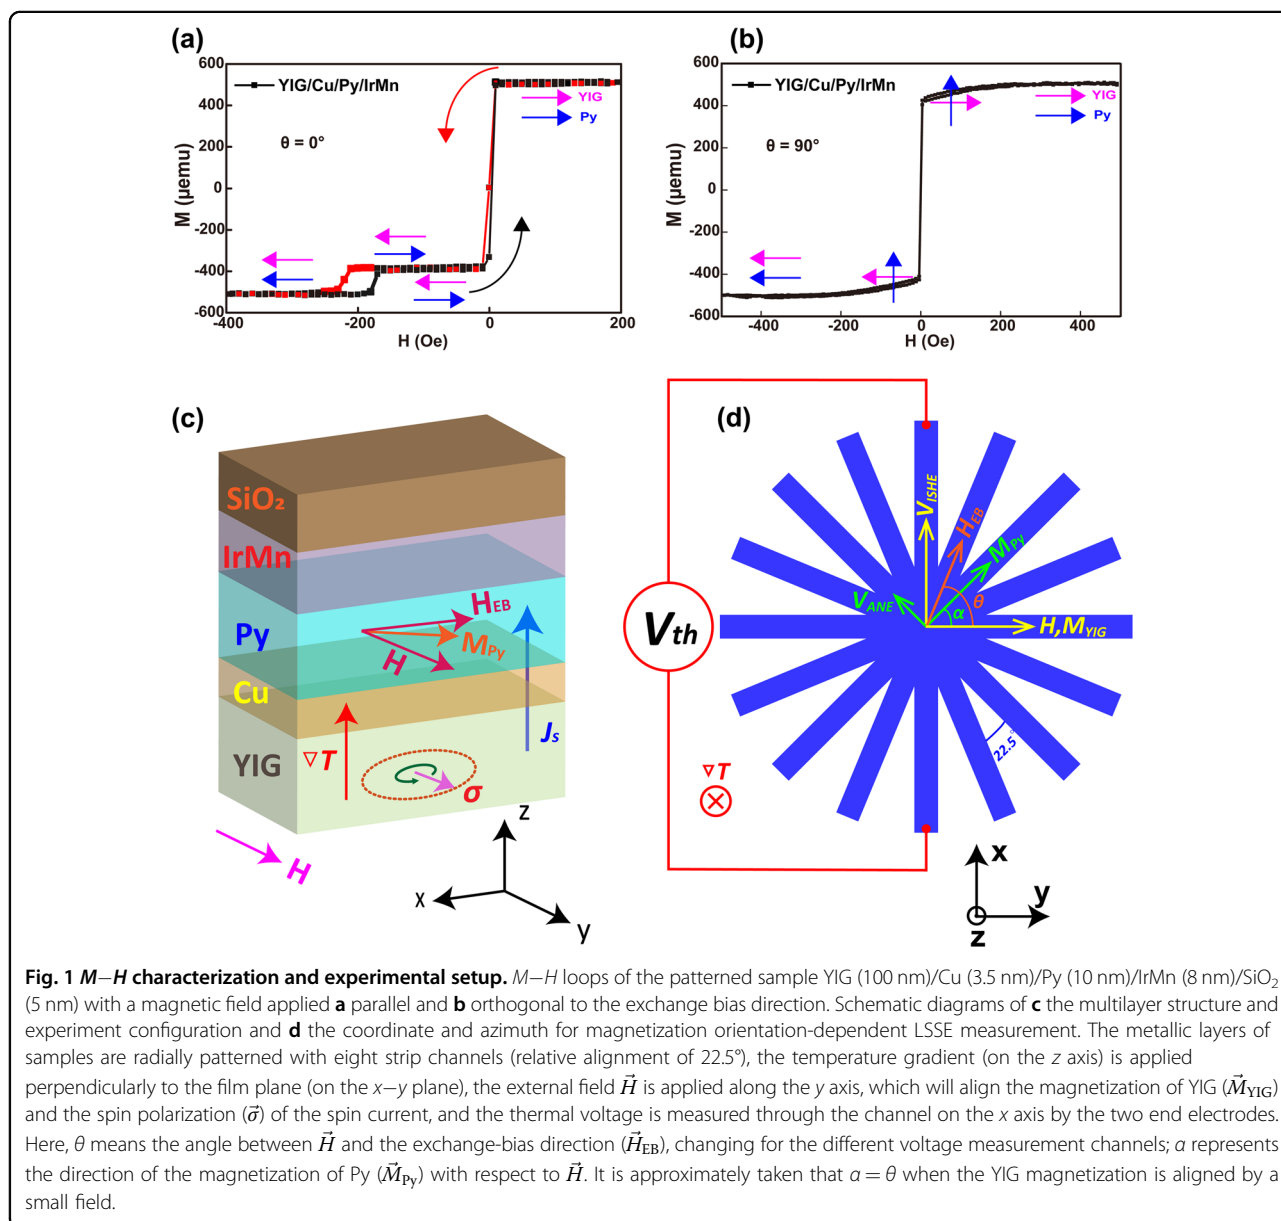 (a)
600
400
200
0
-200
-400
-600
M (µemu)
YIG/Cu/Py/IrMn
YIG
Py
θ = 0°
-400
-200
0
200
H (Oe)
(b)
600
400
200
0
-200
-400
-600
M (µemu)
YIG/Cu/Py/IrMn
YIG
Py
θ = 90°
-400
-200
0
200
400
H (Oe)
(c)
SiO₂
IrMn
Py
Cu
YIG
H_EB
M_Py
H
∇T
J_s
σ
H
z
x
y
(d)
V_th
V_ISHE
H_EB
M_Py
V_ANE
α
θ
H,M_YIG
22.5°
∇T
x
y
z
Fig. 1 M−H characterization and experimental setup. M−H loops of the patterned sample YIG (100 nm)/Cu (3.5 nm)/Py (10 nm)/IrMn (8 nm)/SiO₂
(5 nm) with a magnetic field applied a parallel and b orthogonal to the exchange bias direction. Schematic diagrams of c the multilayer structure and
experiment configuration and d the coordinate and azimuth for magnetization orientation-dependent LSSE measurement. The metallic layers of
samples are radially patterned with eight strip channels (relative alignment of 22.5°), the temperature gradient (on the z axis) is applied
perpendicularly to the film plane (on the x−y plane), the external field H⃗ is applied along the y axis, which will align the magnetization of YIG (M⃗_YIG)
and the spin polarization (σ⃗) of the spin current, and the thermal voltage is measured through the channel on the x axis by the two end electrodes.
Here, θ means the angle between H⃗ and the exchange-bias direction (H⃗_EB), changing for the different voltage measurement channels; α represents
the direction of the magnetization of Py (M⃗_Py) with respect to H⃗. It is approximately taken that α = θ when the YIG magnetization is aligned by a
small field.